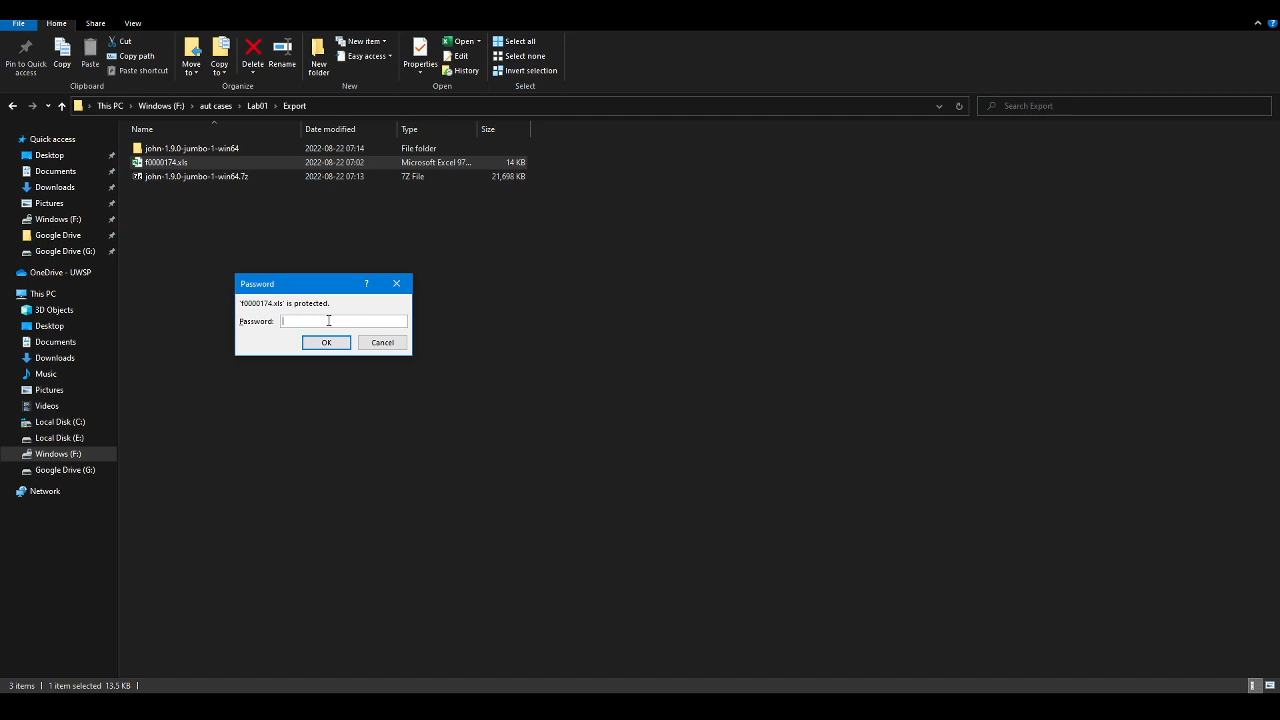 File Home Share View
Pin to Quick access
Copy
Paste
Cut
Copy path
Paste shortcut
Clipboard
Move to
Copy to
Delete
Rename
Organize
New folder
New item
Easy access
New
Properties
Open
Edit
History
Open
Select all
Select none
Invert selection
Select
This PC Windows (F:) aut cases Lab01 Export
Search Export
Name Date modified Type Size
john-1.9.0-jumbo-1-win64 2022-08-22 07:14 File folder
f0000174.xls 2022-08-22 07:02 Microsoft Excel 97... 14 KB
john-1.9.0-jumbo-1-win64.7z 2022-08-22 07:13 7Z File 21,698 KB
Quick access
Desktop
Documents
Downloads
Pictures
Windows (F:)
Google Drive
Google Drive (G:)
OneDrive - UWSP
This PC
3D Objects
Desktop
Documents
Downloads
Music
Pictures
Videos
Local Disk (C:)
Local Disk (E:)
Windows (F:)
Google Drive (G:)
Network
Password ?
'f0000174.xls' is protected.
Password:
OK Cancel
3 items 1 item selected 13.5 KB